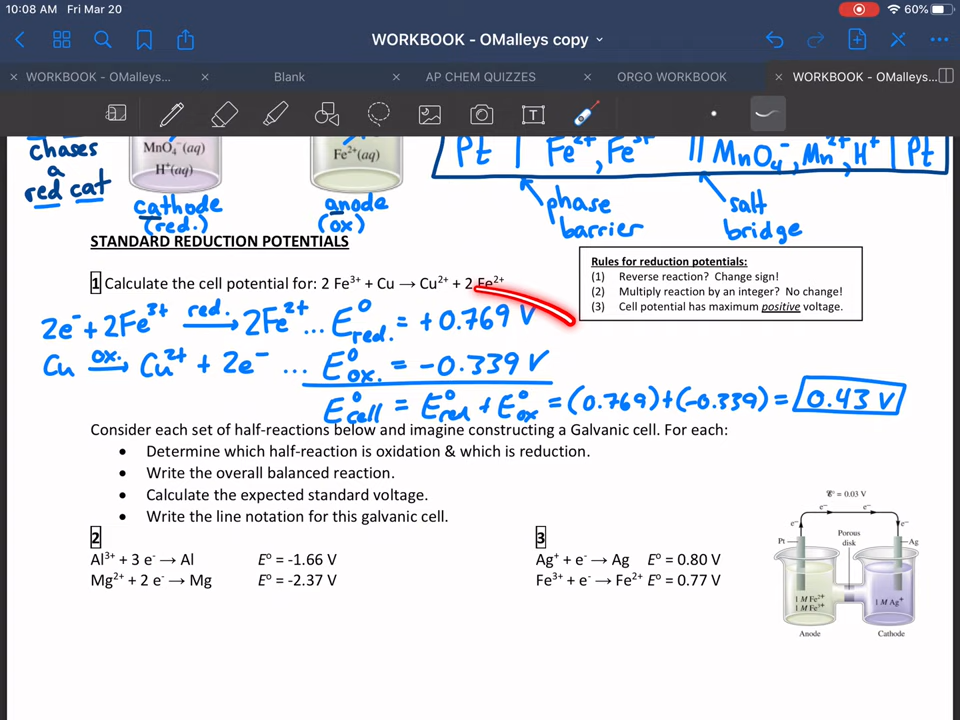 10:08 AM Fri Mar 20
60%
WORKBOOK - OMalleys copy
WORKBOOK - OMalleys...
Blank
AP CHEM QUIZZES
ORGO WORKBOOK
WORKBOOK - OMalleys...
chases
a
red cat
MnO₄⁻(aq)
H⁺(aq)
cathode
(red.)
Fe²⁺(aq)
anode
(ox)
Pt | Fe²⁺, Fe³⁺ || MnO₄⁻, Mn²⁺, H⁺ | Pt
phase
barrier
salt
bridge
STANDARD REDUCTION POTENTIALS
1 Calculate the cell potential for: 2 Fe³⁺ + Cu → Cu²⁺ + 2 Fe²⁺
Rules for reduction potentials:
(1) Reverse reaction? Change sign!
(2) Multiply reaction by an integer? No change!
(3) Cell potential has maximum positive voltage.
2e⁻ + 2Fe³⁺ red. → 2Fe²⁺ ... E°red. = +0.769 V
Cu ox. → Cu²⁺ + 2e⁻ ... E°ox. = -0.339 V
E°cell = E°red + E°ox = (0.769)+(-0.339) = 0.43 V
Consider each set of half-reactions below and imagine constructing a Galvanic cell. For each:
• Determine which half-reaction is oxidation & which is reduction.
• Write the overall balanced reaction.
• Calculate the expected standard voltage.
• Write the line notation for this galvanic cell.
2
Al³⁺ + 3 e⁻ → Al E° = -1.66 V
Mg²⁺ + 2 e⁻ → Mg E° = -2.37 V
3
Ag⁺ + e⁻ → Ag E° = 0.80 V
Fe³⁺ + e⁻ → Fe²⁺ E° = 0.77 V
ℰ° = 0.03 V
e⁻ e⁻
e⁻ e⁻
Pt
Porous
disk
Ag
1 M Fe²⁺
1 M Fe³⁺
1 M Ag⁺
Anode
Cathode